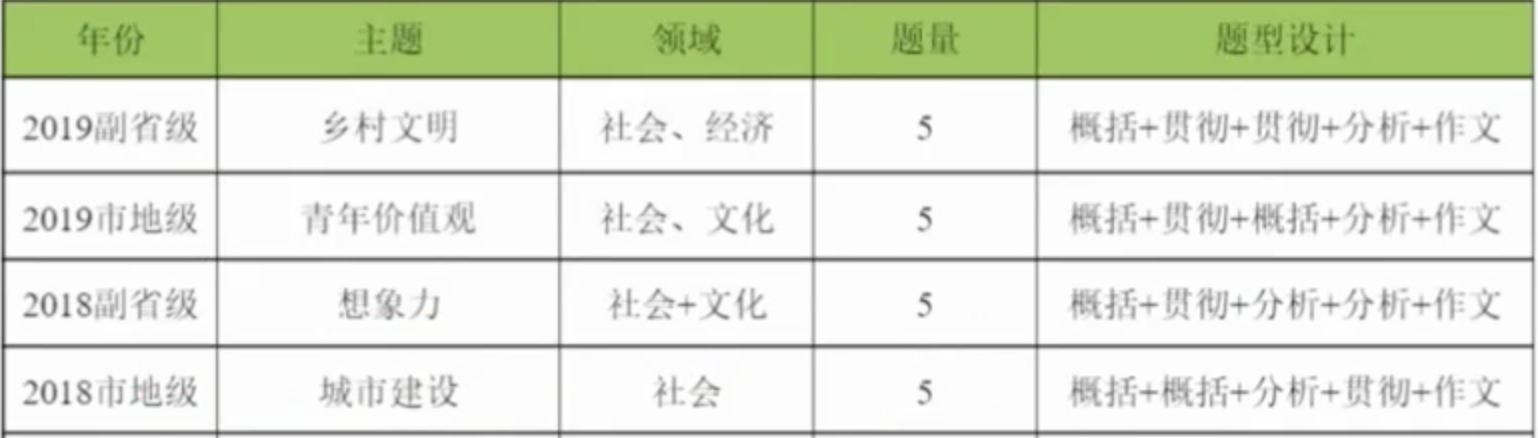 年份 主题 领域 题量 题型设计
2019副省级 乡村文明 社会、经济 5 概括+贯彻+贯彻+分析+作文
2019市地级 青年价值观 社会、文化 5 概括+贯彻+概括+分析+作文
2018副省级 想象力 社会+文化 5 概括+贯彻+分析+分析+作文
2018市地级 城市建设 社会 5 概括+概括+分析+贯彻+作文